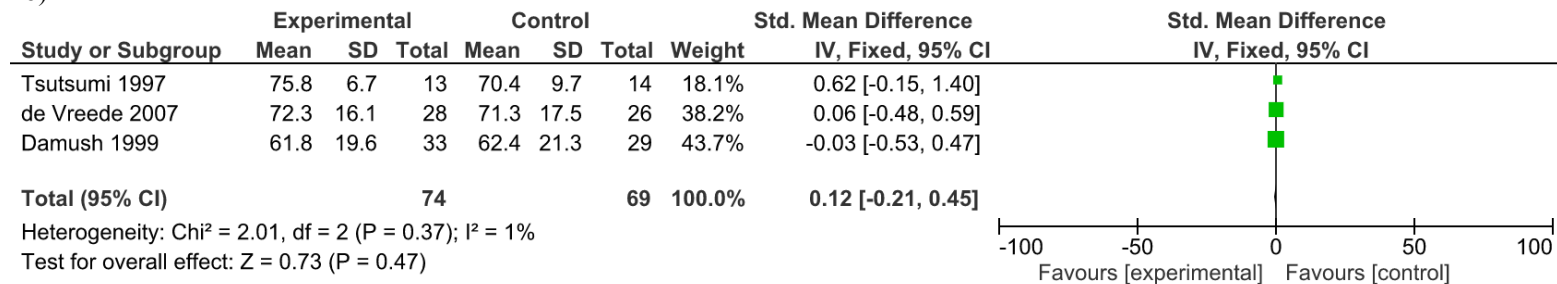 Experimental Control Std. Mean Difference Std. Mean Difference
Study or Subgroup Mean SD Total Mean SD Total Weight IV, Fixed, 95% CI IV, Fixed, 95% CI
Tsutsumi 1997 75.8 6.7 13 70.4 9.7 14 18.1% 0.62 [-0.15, 1.40]
de Vreede 2007 72.3 16.1 28 71.3 17.5 26 38.2% 0.06 [-0.48, 0.59]
Damush 1999 61.8 19.6 33 62.4 21.3 29 43.7% -0.03 [-0.53, 0.47]
Total (95% CI) 74 69 100.0% 0.12 [-0.21, 0.45]
Heterogeneity: Chi² = 2.01, df = 2 (P = 0.37); I² = 1%
Test for overall effect: Z = 0.73 (P = 0.47)
-100 -50 0 50 100
Favours [experimental] Favours [control]